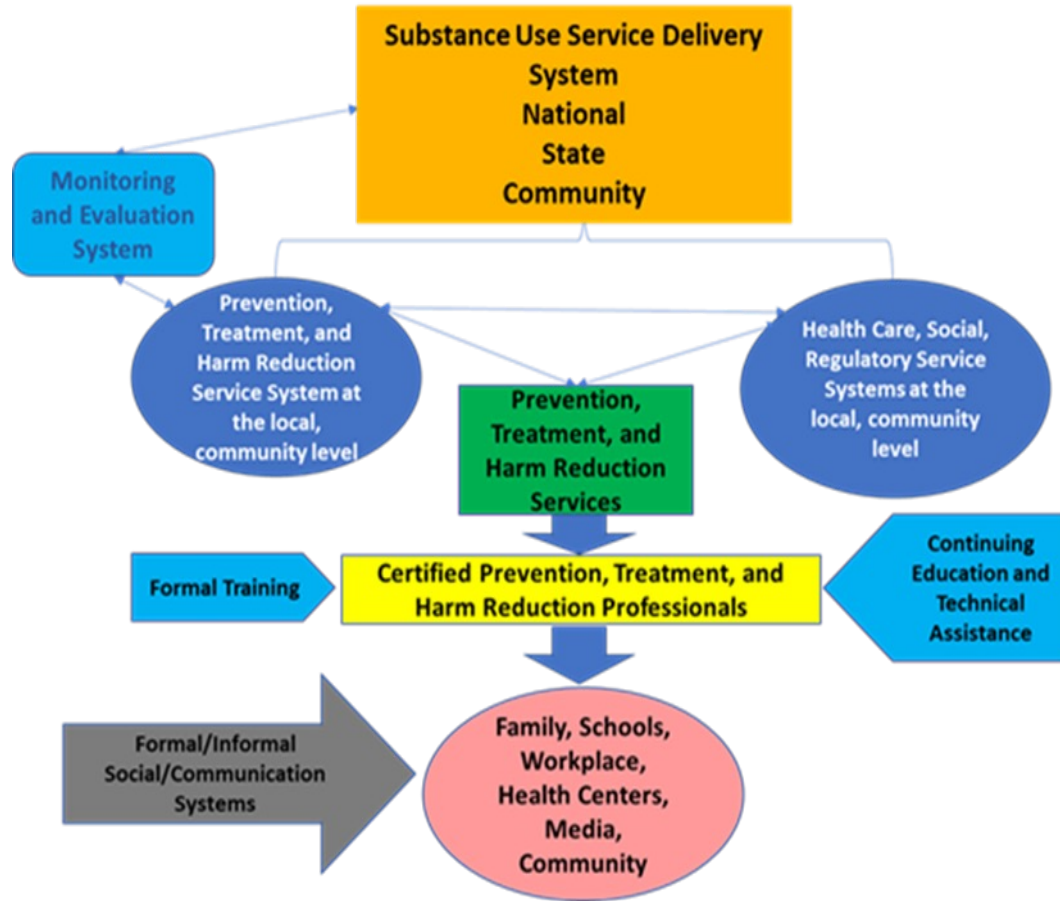 Substance Use Service Delivery
System
National
State
Community
Monitoring
and Evaluation
System
Prevention,
Treatment, and
Harm Reduction
Service System at
the local,
community level
Health Care, Social,
Regulatory Service
Systems at the
local, community
level
Prevention,
Treatment, and
Harm Reduction
Services
Formal Training
Certified Prevention, Treatment, and
Harm Reduction Professionals
Continuing
Education and
Technical
Assistance
Formal/Informal
Social/Communication
Systems
Family, Schools,
Workplace,
Health Centers,
Media,
Community